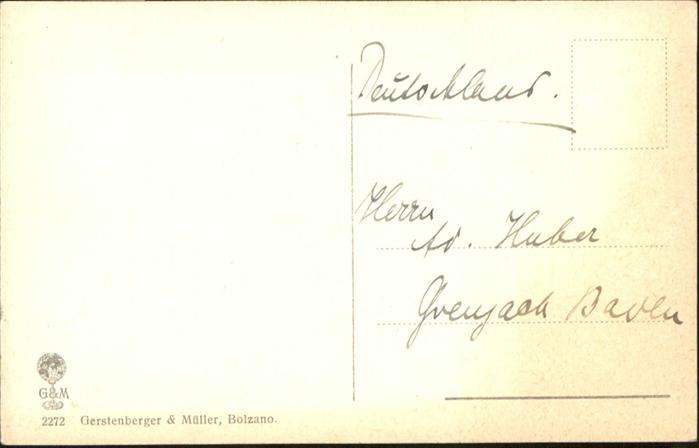 Deutschland.
Herrn
Ad. Huber
Grenzach Baden
G&M
2272 Gerstenberger & Müller, Bolzano.